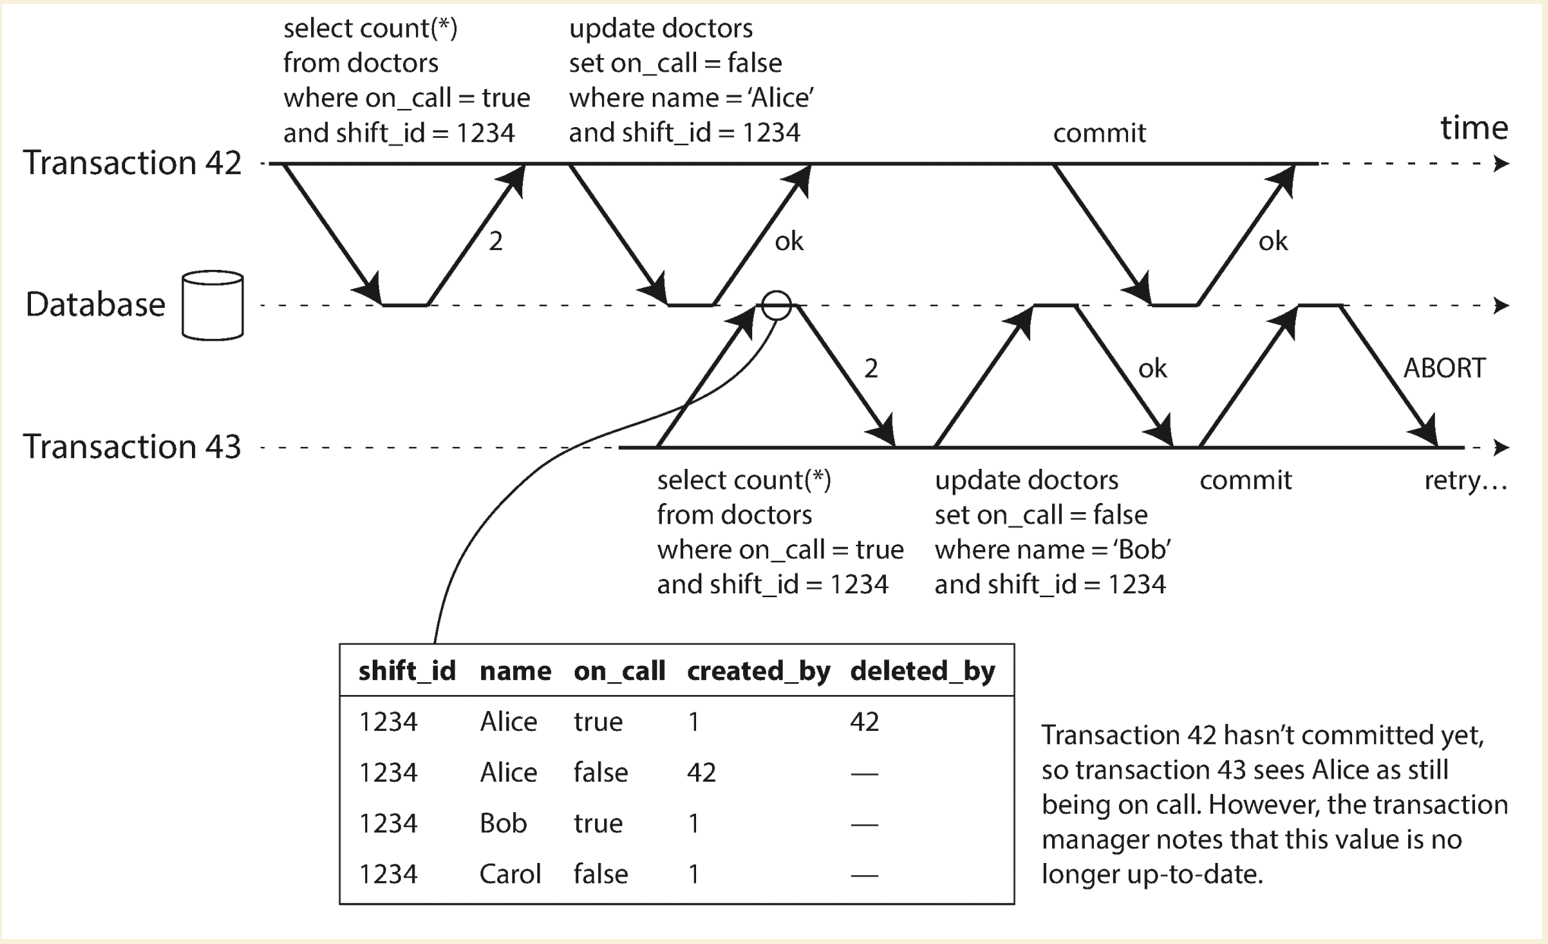 select count(*)
from doctors
where on_call = true
and shift_id = 1234
update doctors
set on_call = false
where name = ‘Alice’
and shift_id = 1234
commit
time
Transaction 42
2
ok
ok
Database
2
ok
ABORT
Transaction 43
select count(*)
from doctors
where on_call = true
and shift_id = 1234
update doctors
set on_call = false
where name = ‘Bob’
and shift_id = 1234
commit
retry…
shift_id name on_call created_by deleted_by
1234 Alice true 1 42
1234 Alice false 42 —
1234 Bob true 1 —
1234 Carol false 1 —
Transaction 42 hasn’t committed yet,
so transaction 43 sees Alice as still
being on call. However, the transaction
manager notes that this value is no
longer up-to-date.